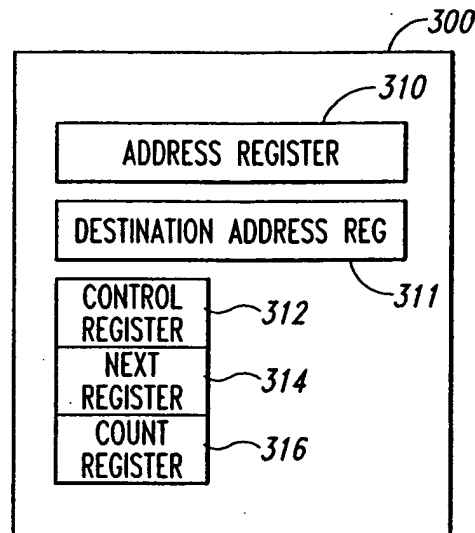 300
310
ADDRESS REGISTER
DESTINATION ADDRESS REG
311
CONTROL
REGISTER
312
NEXT
REGISTER
314
COUNT
REGISTER
316